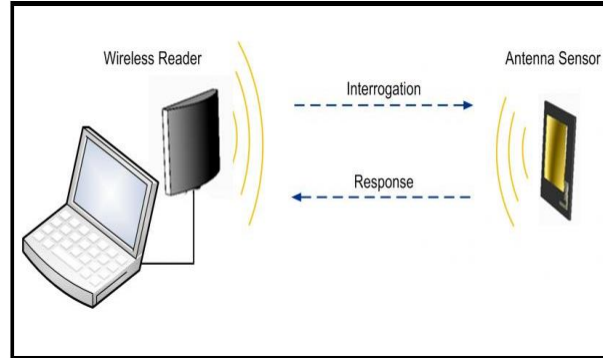 Wireless Reader
Antenna Sensor
Interrogation
Response